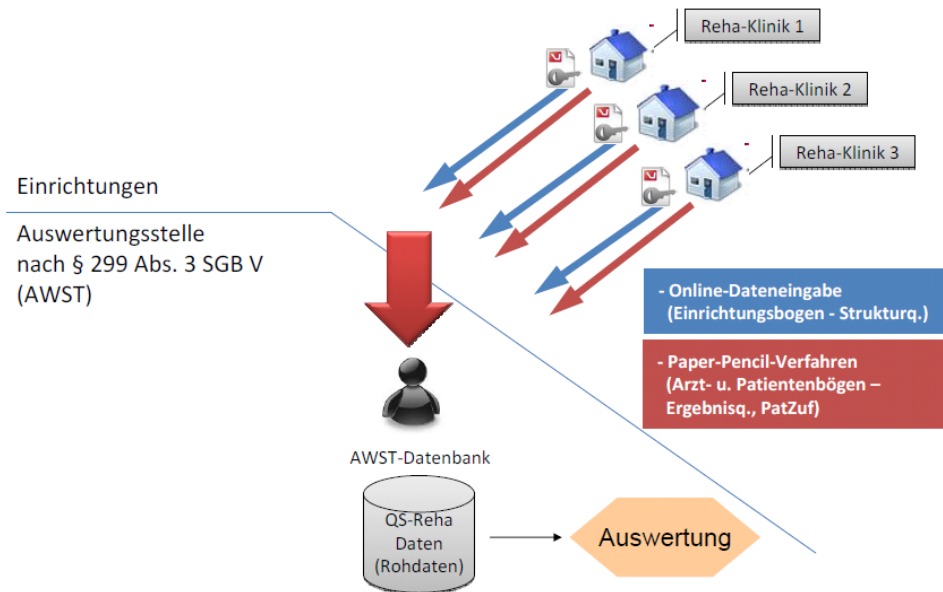 Reha-Klinik 1
Reha-Klinik 2
Reha-Klinik 3
Einrichtungen
Auswertungsstelle
nach § 299 Abs. 3 SGB V
(AWST)
- Online-Dateneingabe
(Einrichtungsbogen - Strukturq.)
- Paper-Pencil-Verfahren
(Arzt- u. Patientenbögen –
Ergebnisq., PatZuf)
AWST-Datenbank
QS-Reha
Daten
(Rohdaten)
Auswertung